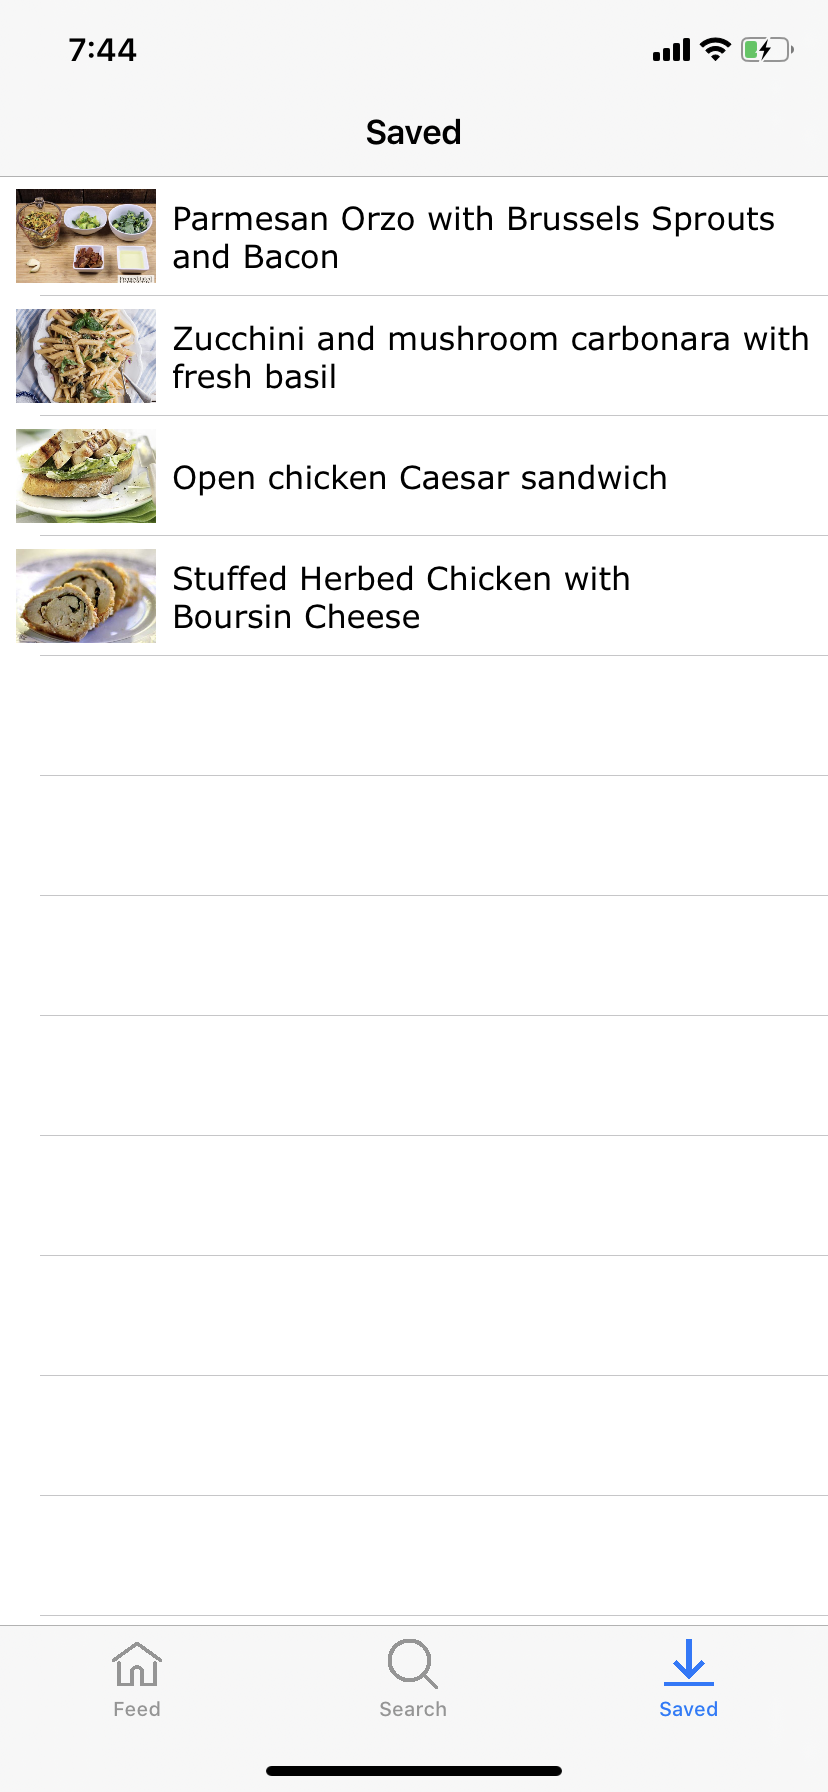 7:44
Saved
Parmesan Orzo with Brussels Sprouts
and Bacon
Zucchini and mushroom carbonara with
fresh basil
Open chicken Caesar sandwich
Stuffed Herbed Chicken with
Boursin Cheese
Feed
Search
Saved